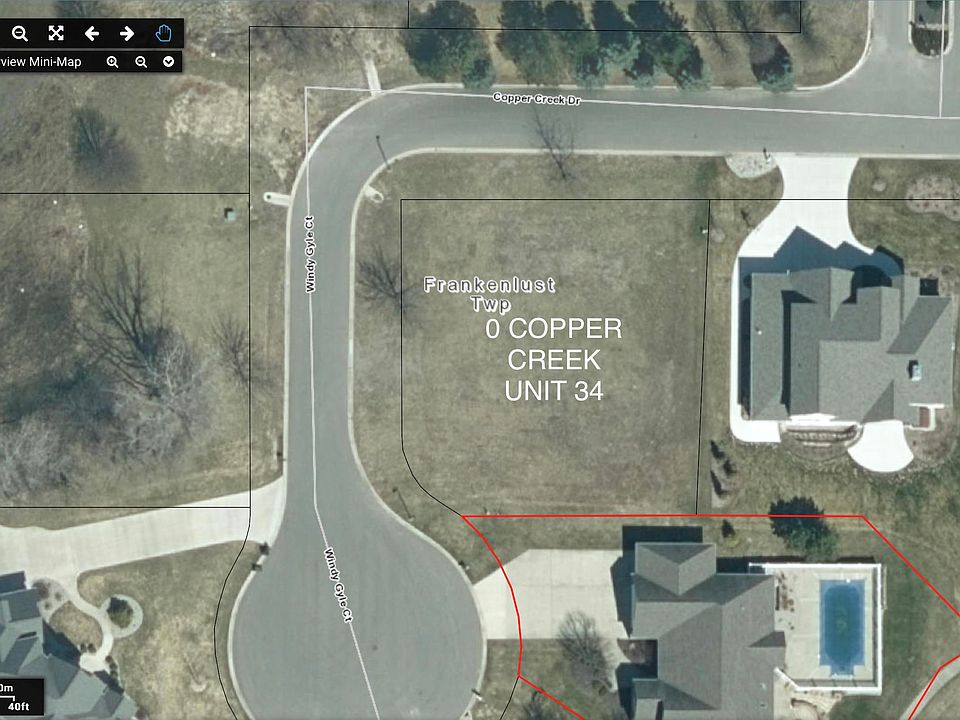 view Mini-Map
Copper Creek Dr
Windy Gyle Ct
Frankenlust
Twp
0 COPPER
CREEK
UNIT 34
Windy Gyle Ct
0m
40ft